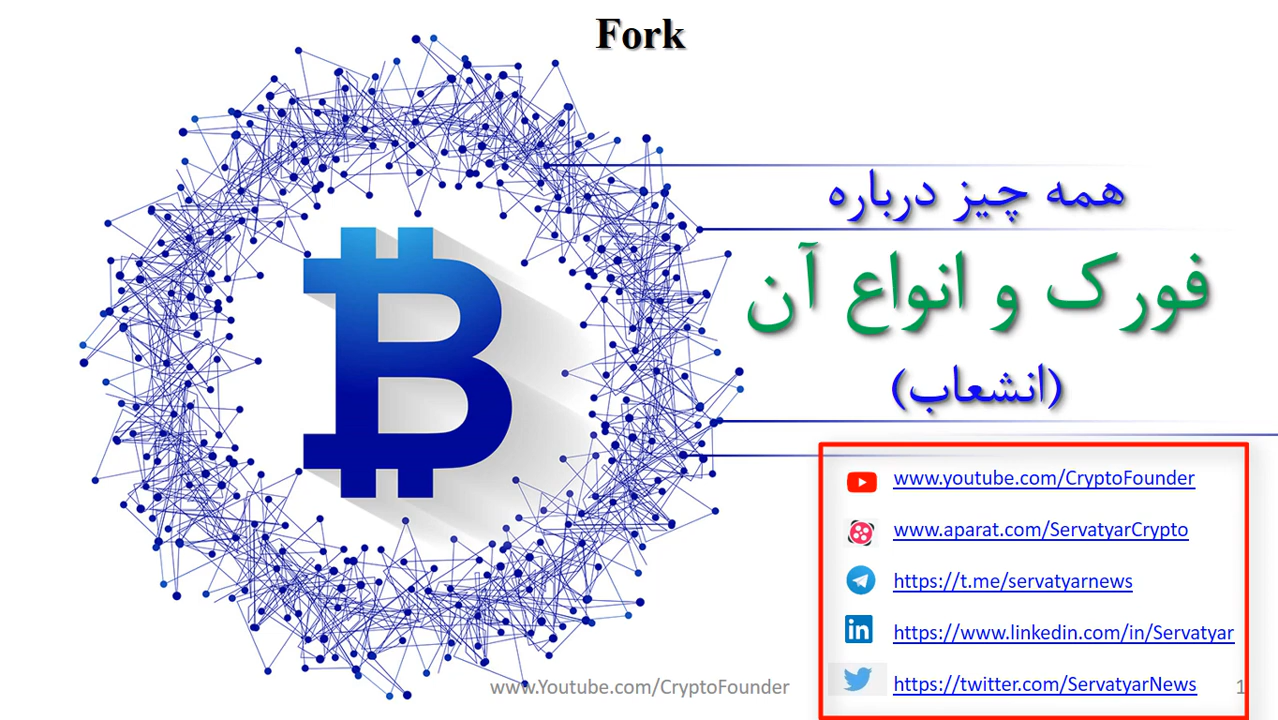 Fork
همه چیز درباره
فورک و انواع آن
(انشعاب)
www.youtube.com/CryptoFounder
www.aparat.com/ServatyarCrypto
https://t.me/servatyarnews
https://www.linkedin.com/in/Servatyar
https://twitter.com/ServatyarNews
www.Youtube.com/CryptoFounder
1